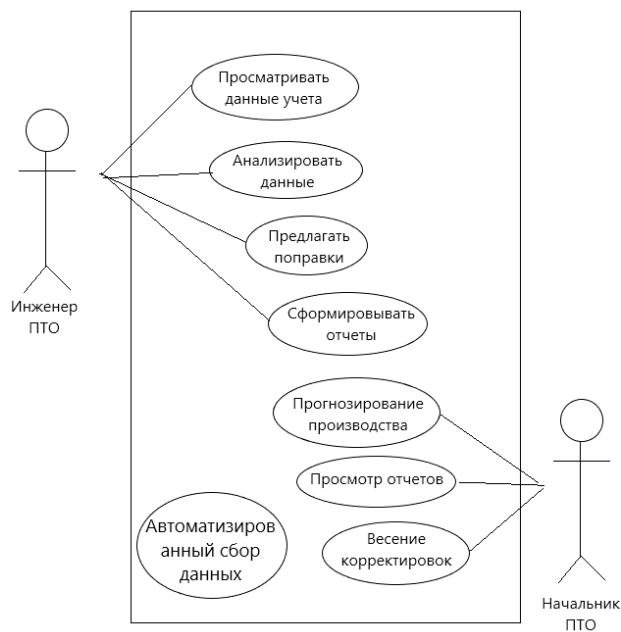 Просматривать
данные учета
Анализировать
данные
Предлагать
поправки
Инженер
ПТО
Сформировывать
отчеты
Прогнозирование
производства
Просмотр отчетов
Автоматизиров
анный сбор
данных
Весение
корректировок
Начальник
ПТО